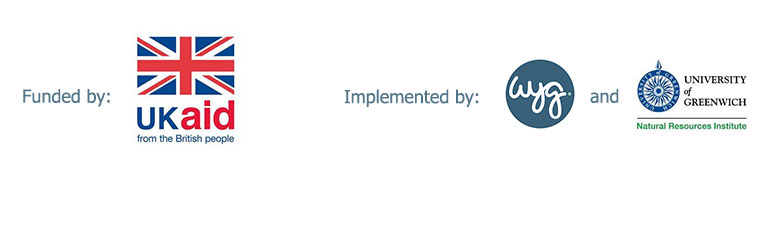 Funded by:
UKaid
from the British people
Implemented by:
wyg
and
UNIVERSITY
of
GREENWICH
Natural Resources Institute